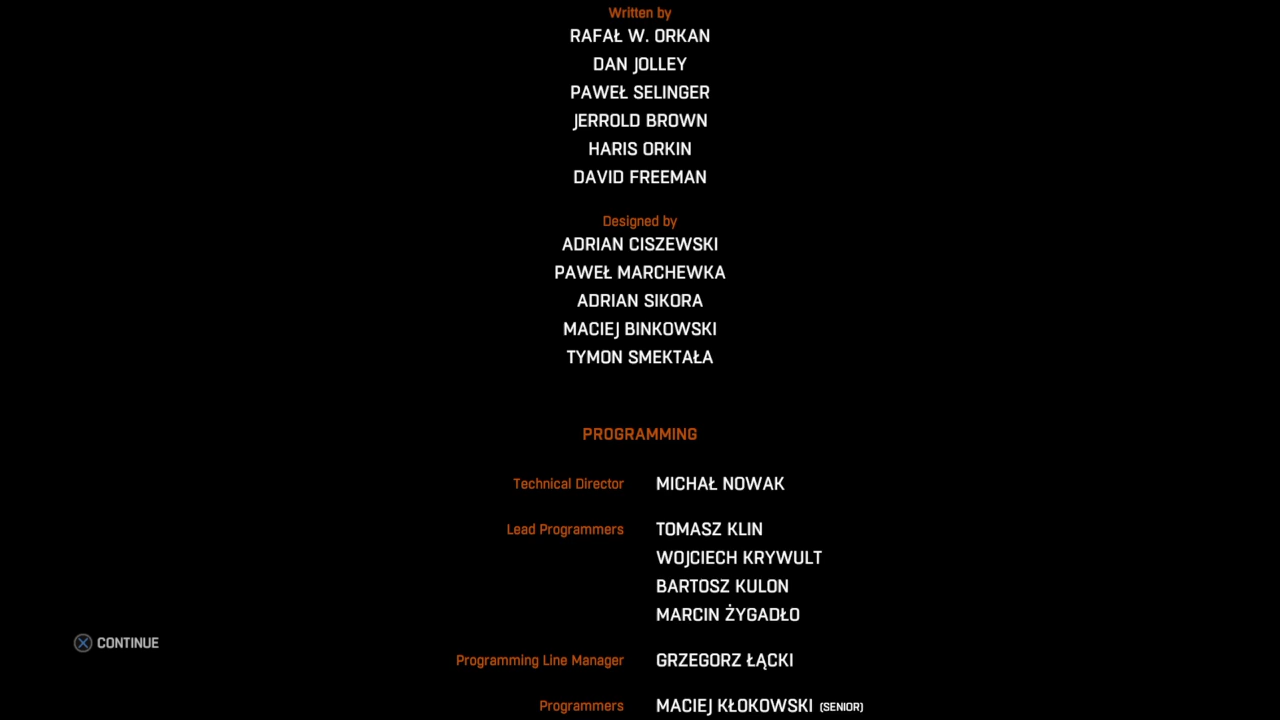 Written by
RAFAŁ W. ORKAN
DAN JOLLEY
PAWEŁ SELINGER
JERROLD BROWN
HARIS ORKIN
DAVID FREEMAN
Designed by
ADRIAN CISZEWSKI
PAWEŁ MARCHEWKA
ADRIAN SIKORA
MACIEJ BINKOWSKI
TYMON SMEKTAŁA
PROGRAMMING
Technical Director MICHAŁ NOWAK
Lead Programmers TOMASZ KLIN
WOJCIECH KRYWULT
BARTOSZ KULON
MARCIN ŻYGADŁO
CONTINUE
Programming Line Manager GRZEGORZ ŁĄCKI
Programmers MACIEJ KŁOKOWSKI (SENIOR)